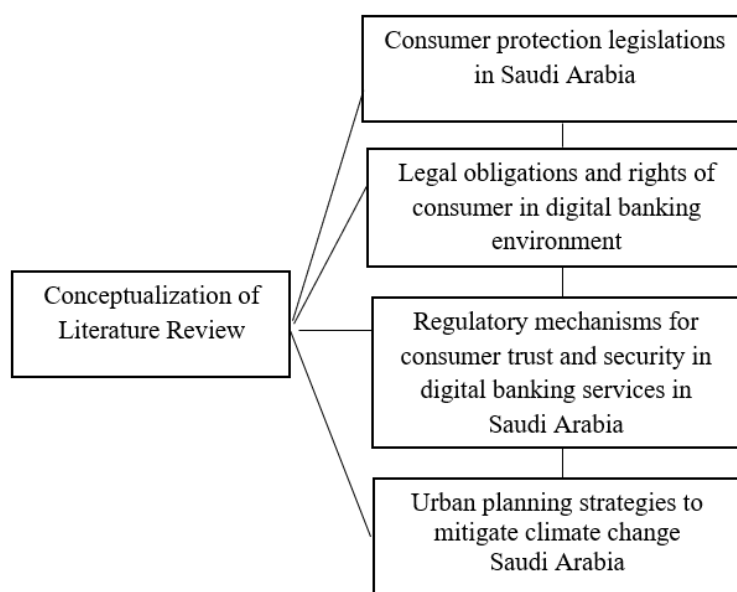 Consumer protection legislations
in Saudi Arabia
Legal obligations and rights of
consumer in digital banking
environment
Conceptualization of
Literature Review
Regulatory mechanisms for
consumer trust and security in
digital banking services in
Saudi Arabia
Urban planning strategies to
mitigate climate change
Saudi Arabia